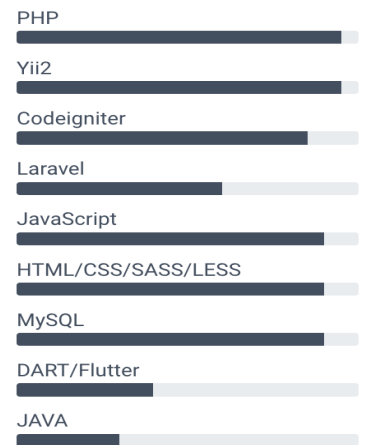 PHP
Yii2
Codeigniter
Laravel
JavaScript
HTML/CSS/SASS/LESS
MySQL
DART/Flutter
JAVA